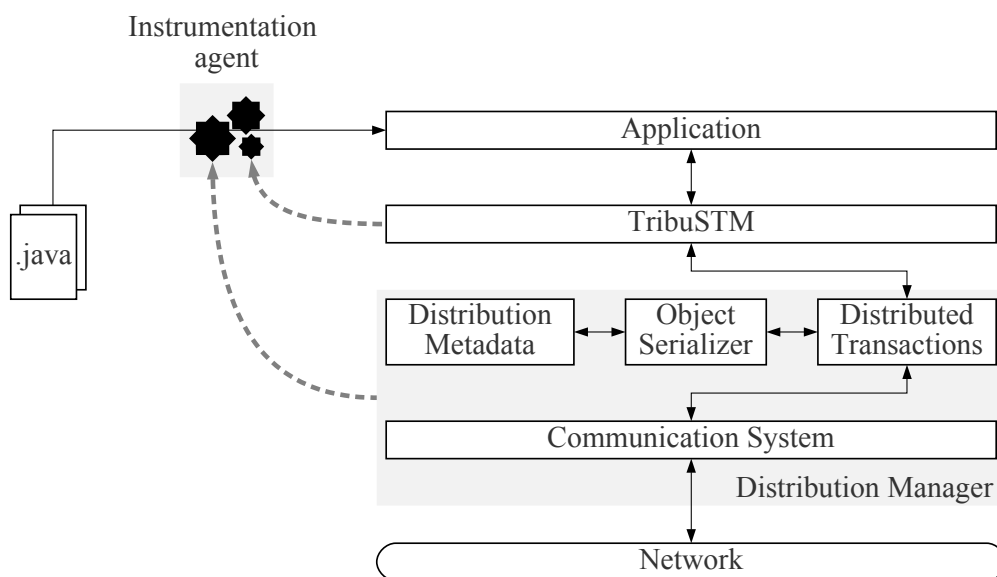 Instrumentation
agent
Application
.java
TribuSTM
Distribution
Metadata
Object
Serializer
Distributed
Transactions
Communication System
Distribution Manager
Network